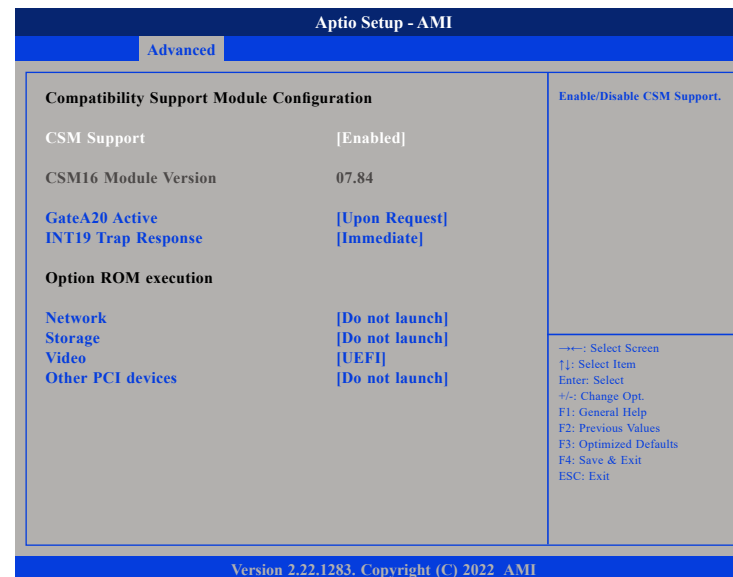 Aptio Setup - AMI
Advanced
Compatibility Support Module Configuration
CSM Support [Enabled]
CSM16 Module Version 07.84
GateA20 Active [Upon Request]
INT19 Trap Response [Immediate]
Option ROM execution
Network [Do not launch]
Storage [Do not launch]
Video [UEFI]
Other PCI devices [Do not launch]
Enable/Disable CSM Support.
→←: Select Screen
↑↓: Select Item
Enter: Select
+/-: Change Opt.
F1: General Help
F2: Previous Values
F3: Optimized Defaults
F4: Save & Exit
ESC: Exit
Version 2.22.1283. Copyright (C) 2022 AMI